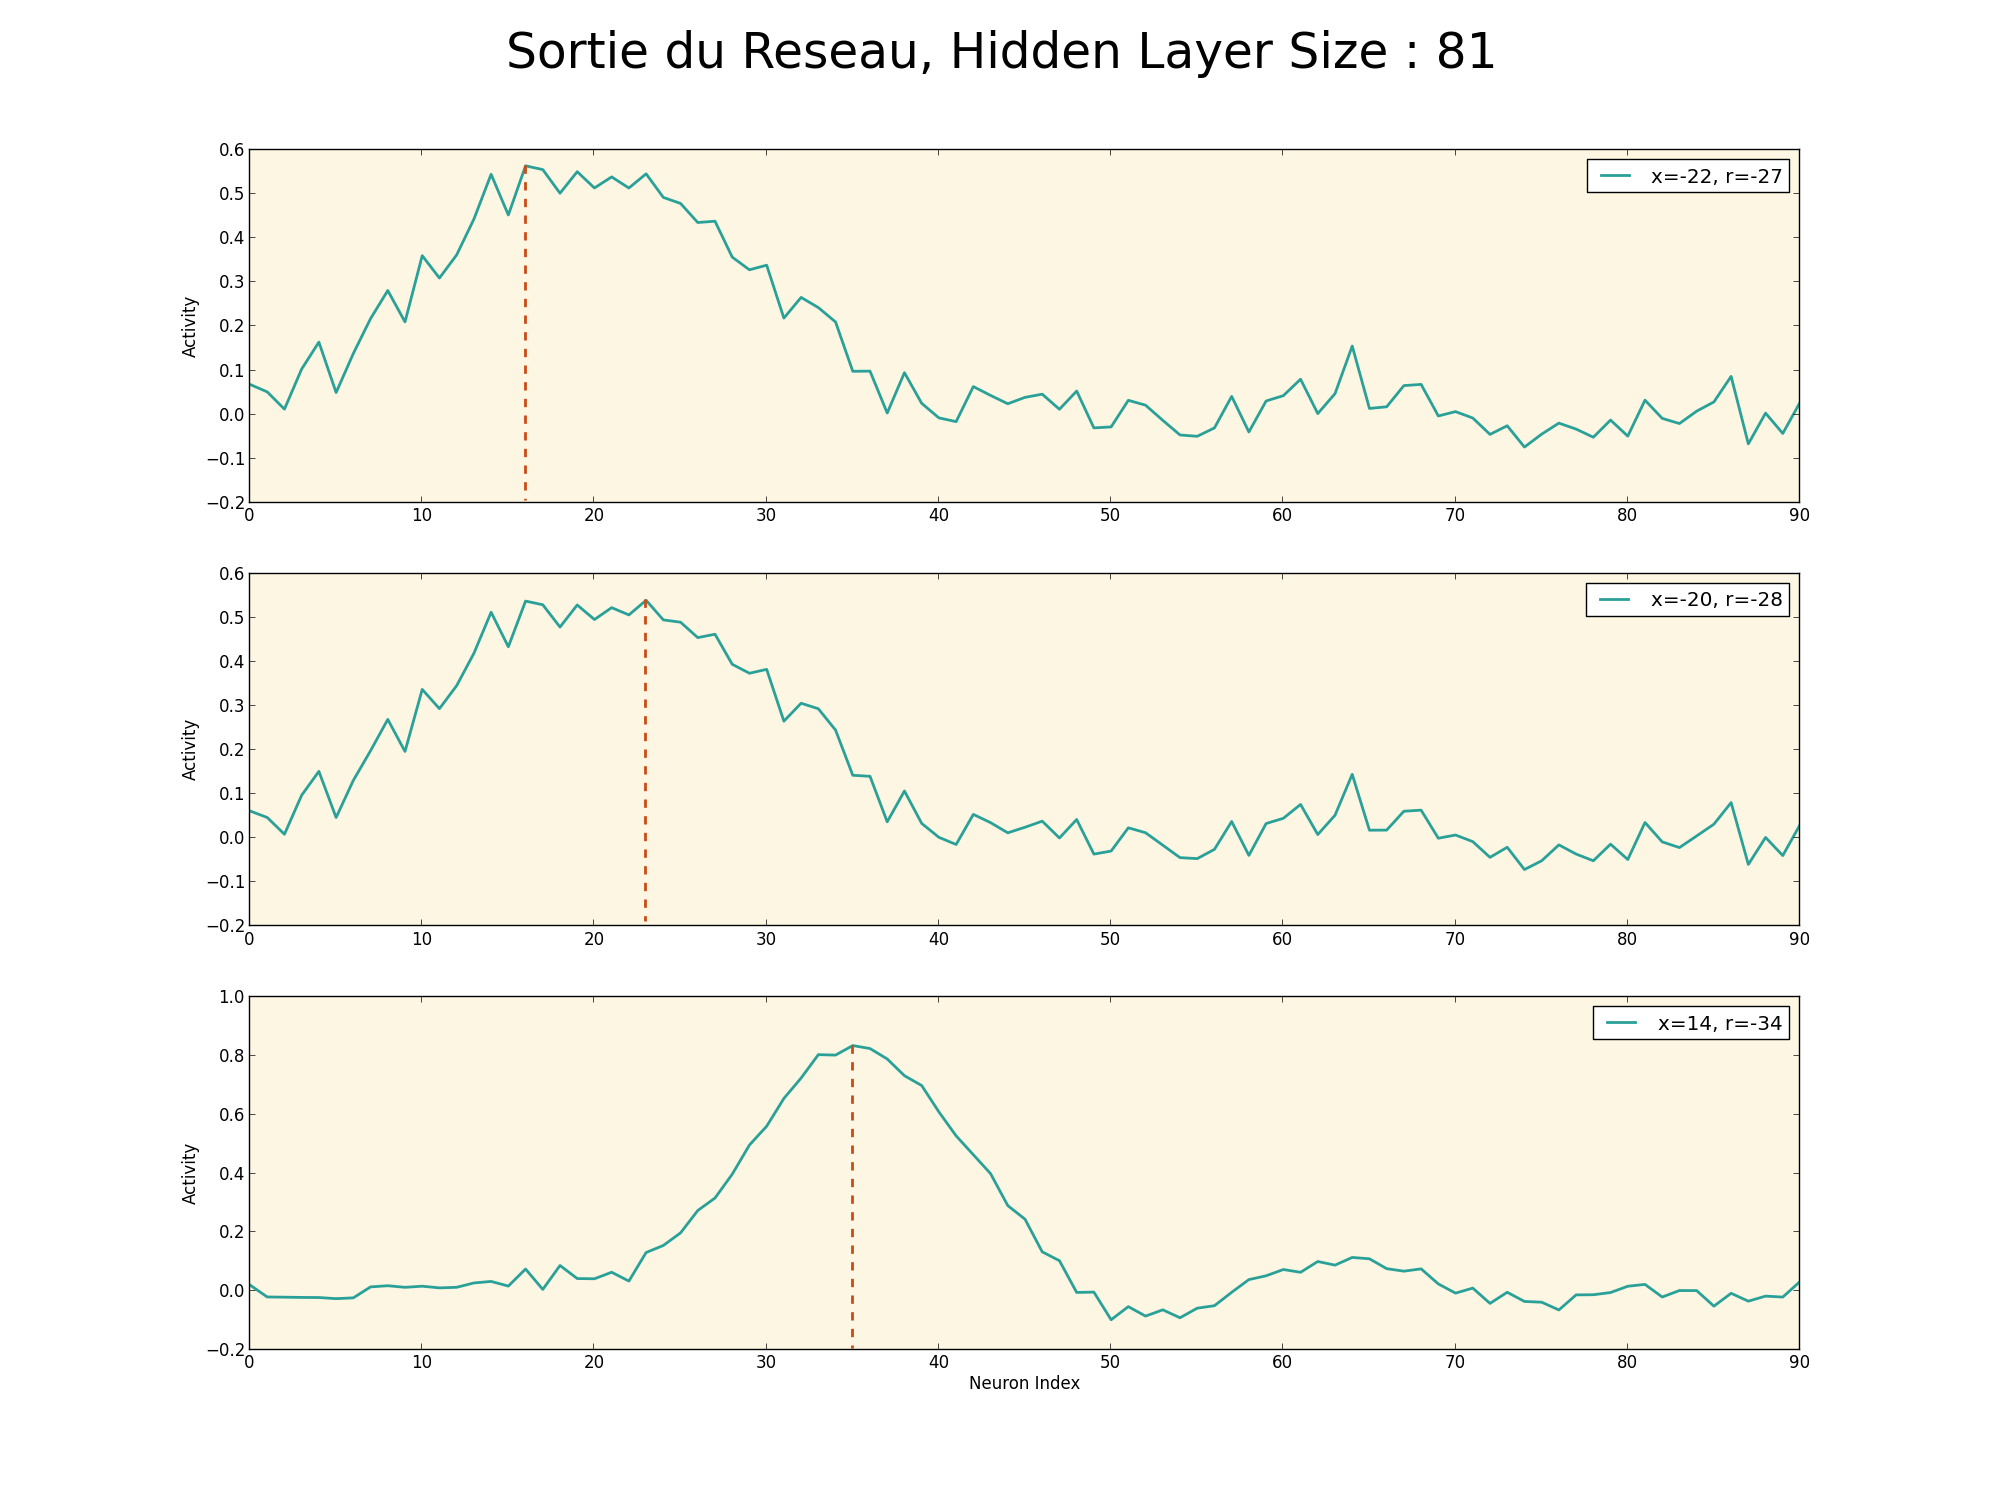 Sortie du Reseau, Hidden Layer Size : 81
0.6
0.5
0.4
0.3
0.2
0.1
0.0
−0.1
−0.2
Activity
x=-22, r=-27
0 10 20 30 40 50 60 70 80 90
0.6
0.5
0.4
0.3
0.2
0.1
0.0
−0.1
−0.2
Activity
x=-20, r=-28
0 10 20 30 40 50 60 70 80 90
1.0
0.8
0.6
0.4
0.2
0.0
−0.2
Activity
x=14, r=-34
0 10 20 30 40 50 60 70 80 90
Neuron Index